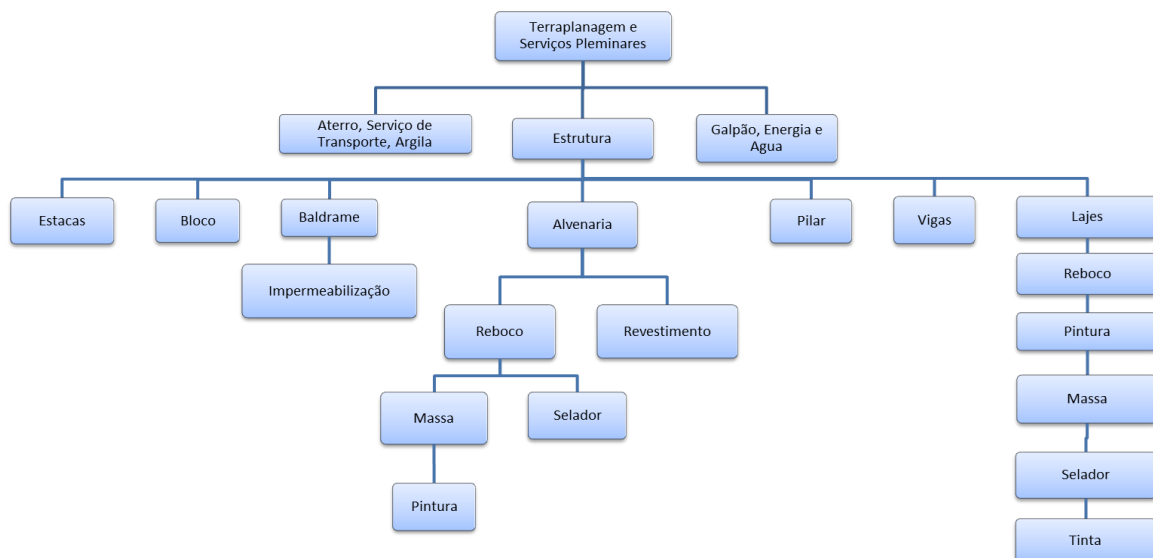 Terraplanagem e
Serviços Pleminares
Aterro, Serviço de
Transporte, Argila
Estrutura
Galpão, Energia e
Agua
Estacas
Bloco
Baldrame
Alvenaria
Pilar
Vigas
Lajes
Impermeabilização
Reboco
Reboco
Revestimento
Pintura
Massa
Selador
Massa
Pintura
Selador
Tinta